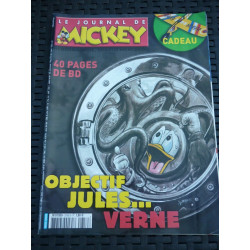 LE JOURNAL DE
MICKEY
CADEAU
40 PAGES
DE BD
OBJECTIF
JULES...
VERNE